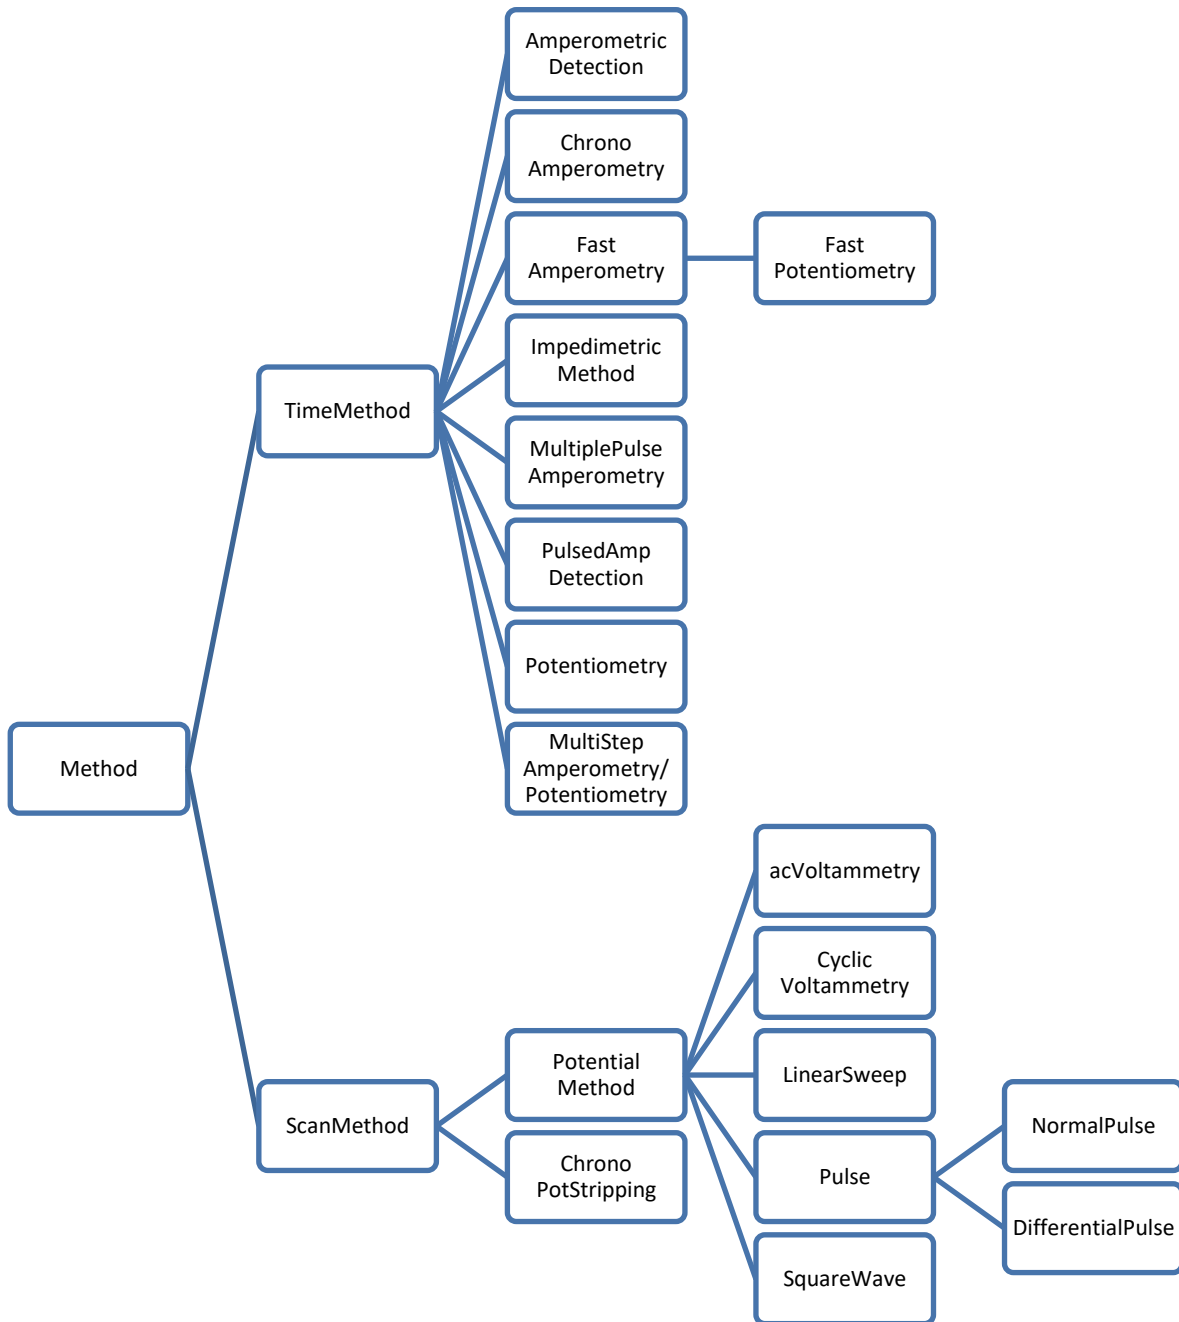 Amperometric
Detection
Chrono
Amperometry
Fast
Amperometry
Fast
Potentiometry
Impedimetric
Method
TimeMethod
MultiplePulse
Amperometry
PulsedAmp
Detection
Potentiometry
Method
MultiStep
Amperometry/
Potentiometry
acVoltammetry
Cyclic
Voltammetry
Potential
Method
LinearSweep
ScanMethod
NormalPulse
Chrono
PotStripping
Pulse
DifferentialPulse
SquareWave